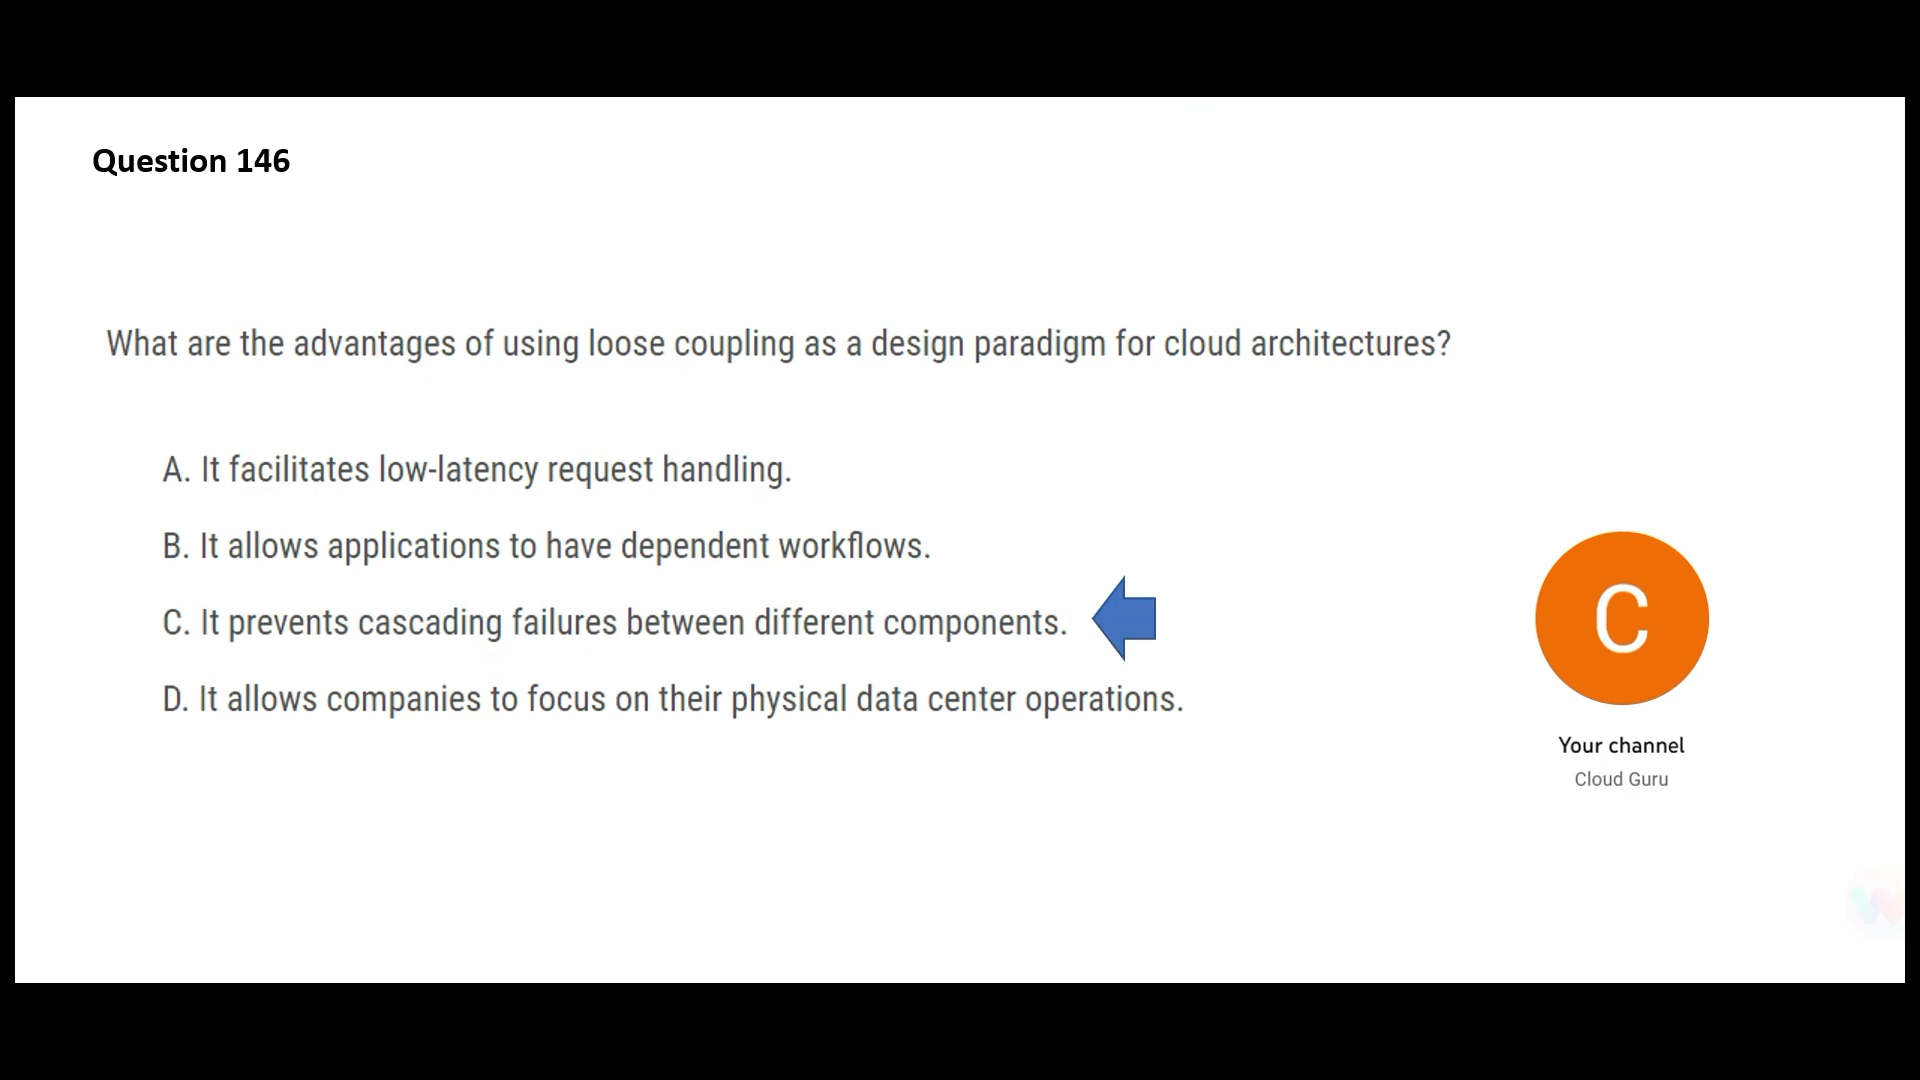 Question 146
What are the advantages of using loose coupling as a design paradigm for cloud architectures?
A. It facilitates low-latency request handling.
B. It allows applications to have dependent workflows.
C. It prevents cascading failures between different components.
D. It allows companies to focus on their physical data center operations.
C
Your channel
Cloud Guru